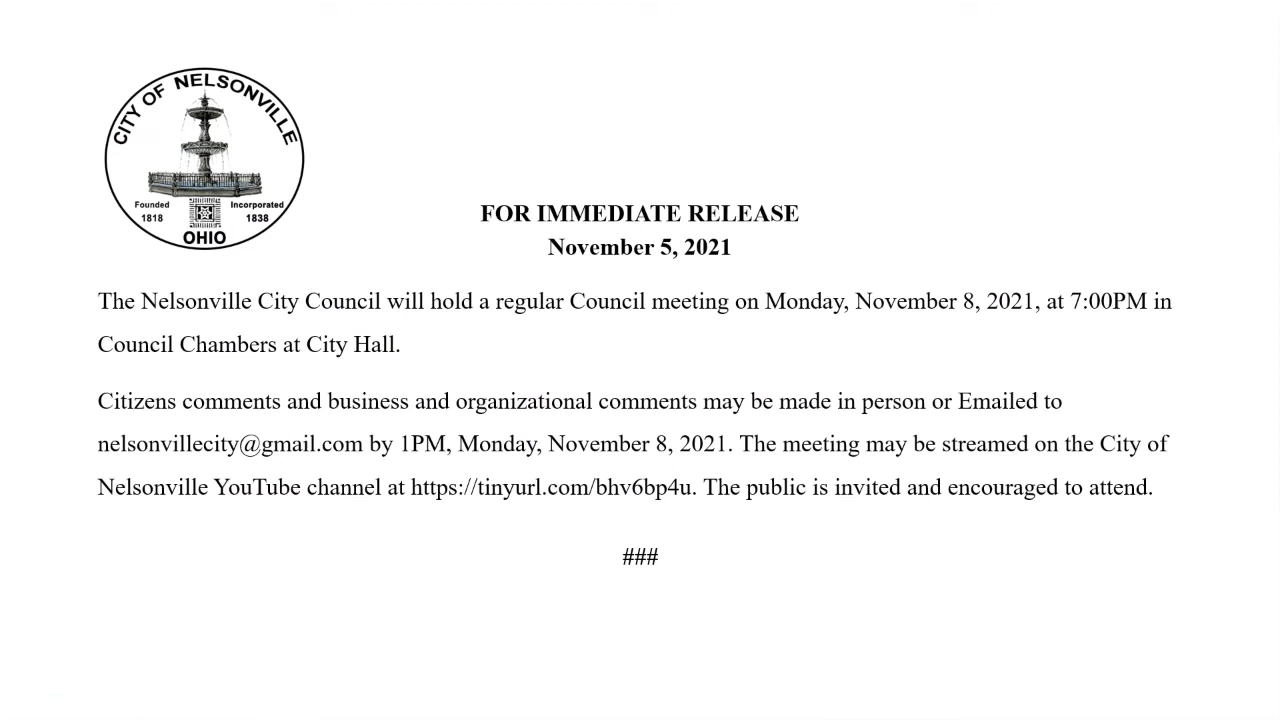 CITY OF NELSONVILLE
Founded
1818
Incorporated
1838
OHIO
FOR IMMEDIATE RELEASE
November 5, 2021
The Nelsonville City Council will hold a regular Council meeting on Monday, November 8, 2021, at 7:00PM in
Council Chambers at City Hall.
Citizens comments and business and organizational comments may be made in person or Emailed to
nelsonvillecity@gmail.com by 1PM, Monday, November 8, 2021. The meeting may be streamed on the City of
Nelsonville YouTube channel at https://tinyurl.com/bhv6bp4u. The public is invited and encouraged to attend.
###